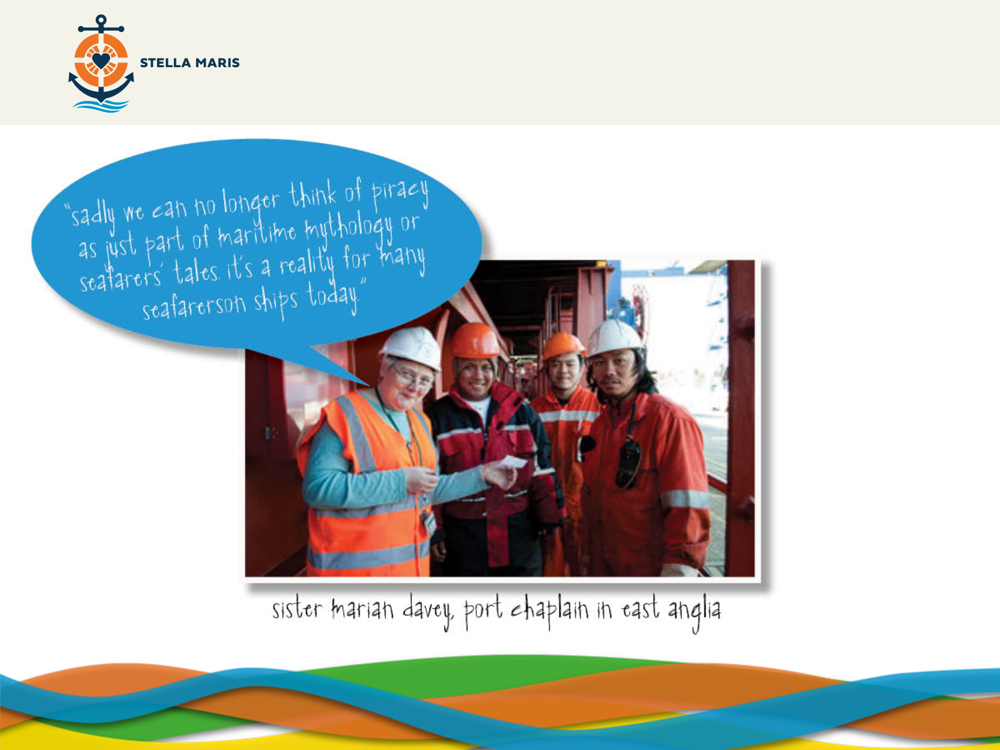 STELLA MARIS
"sadly we can no longer think of piracy
as just part of maritime mythology or
seafarers' tales. it's a reality for many
seafarerson ships today."
sister marian davey, port chaplain in east anglia